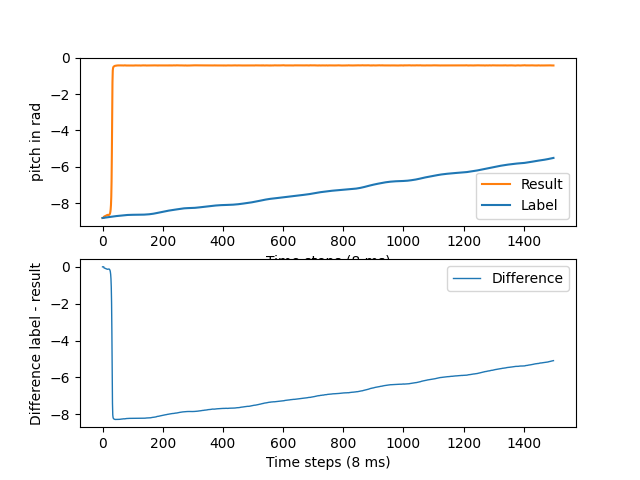 0
−2
−4
−6
−8
pitch in rad
Result
Label
0 200 400 600 800 1000 1200 1400
Time steps (8 ms)
0
−2
−4
−6
−8
Difference label - result
Difference
0 200 400 600 800 1000 1200 1400
Time steps (8 ms)